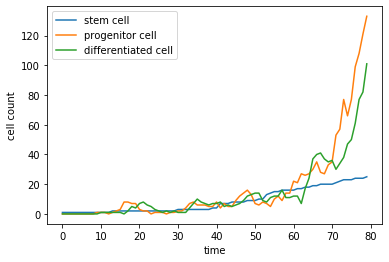 stem cell
progenitor cell
differentiated cell
cell count
140
120
100
80
60
40
20
0
0 10 20 30 40 50 60 70 80
time